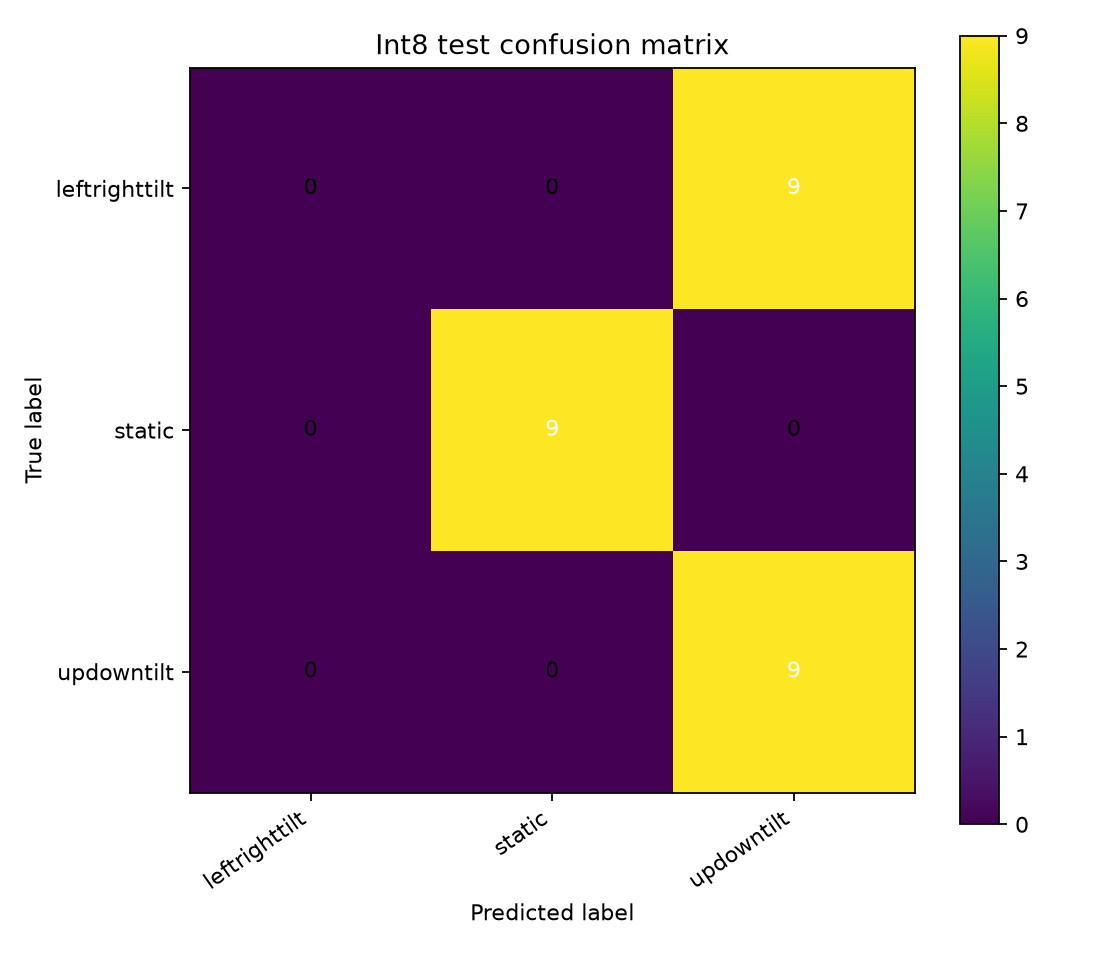 Int8 test confusion matrix
True label
leftrighttilt
static
updowntilt
0 0 9
0 9 0
0 0 9
leftrighttilt
static
updowntilt
Predicted label
9
8
7
6
5
4
3
2
1
0